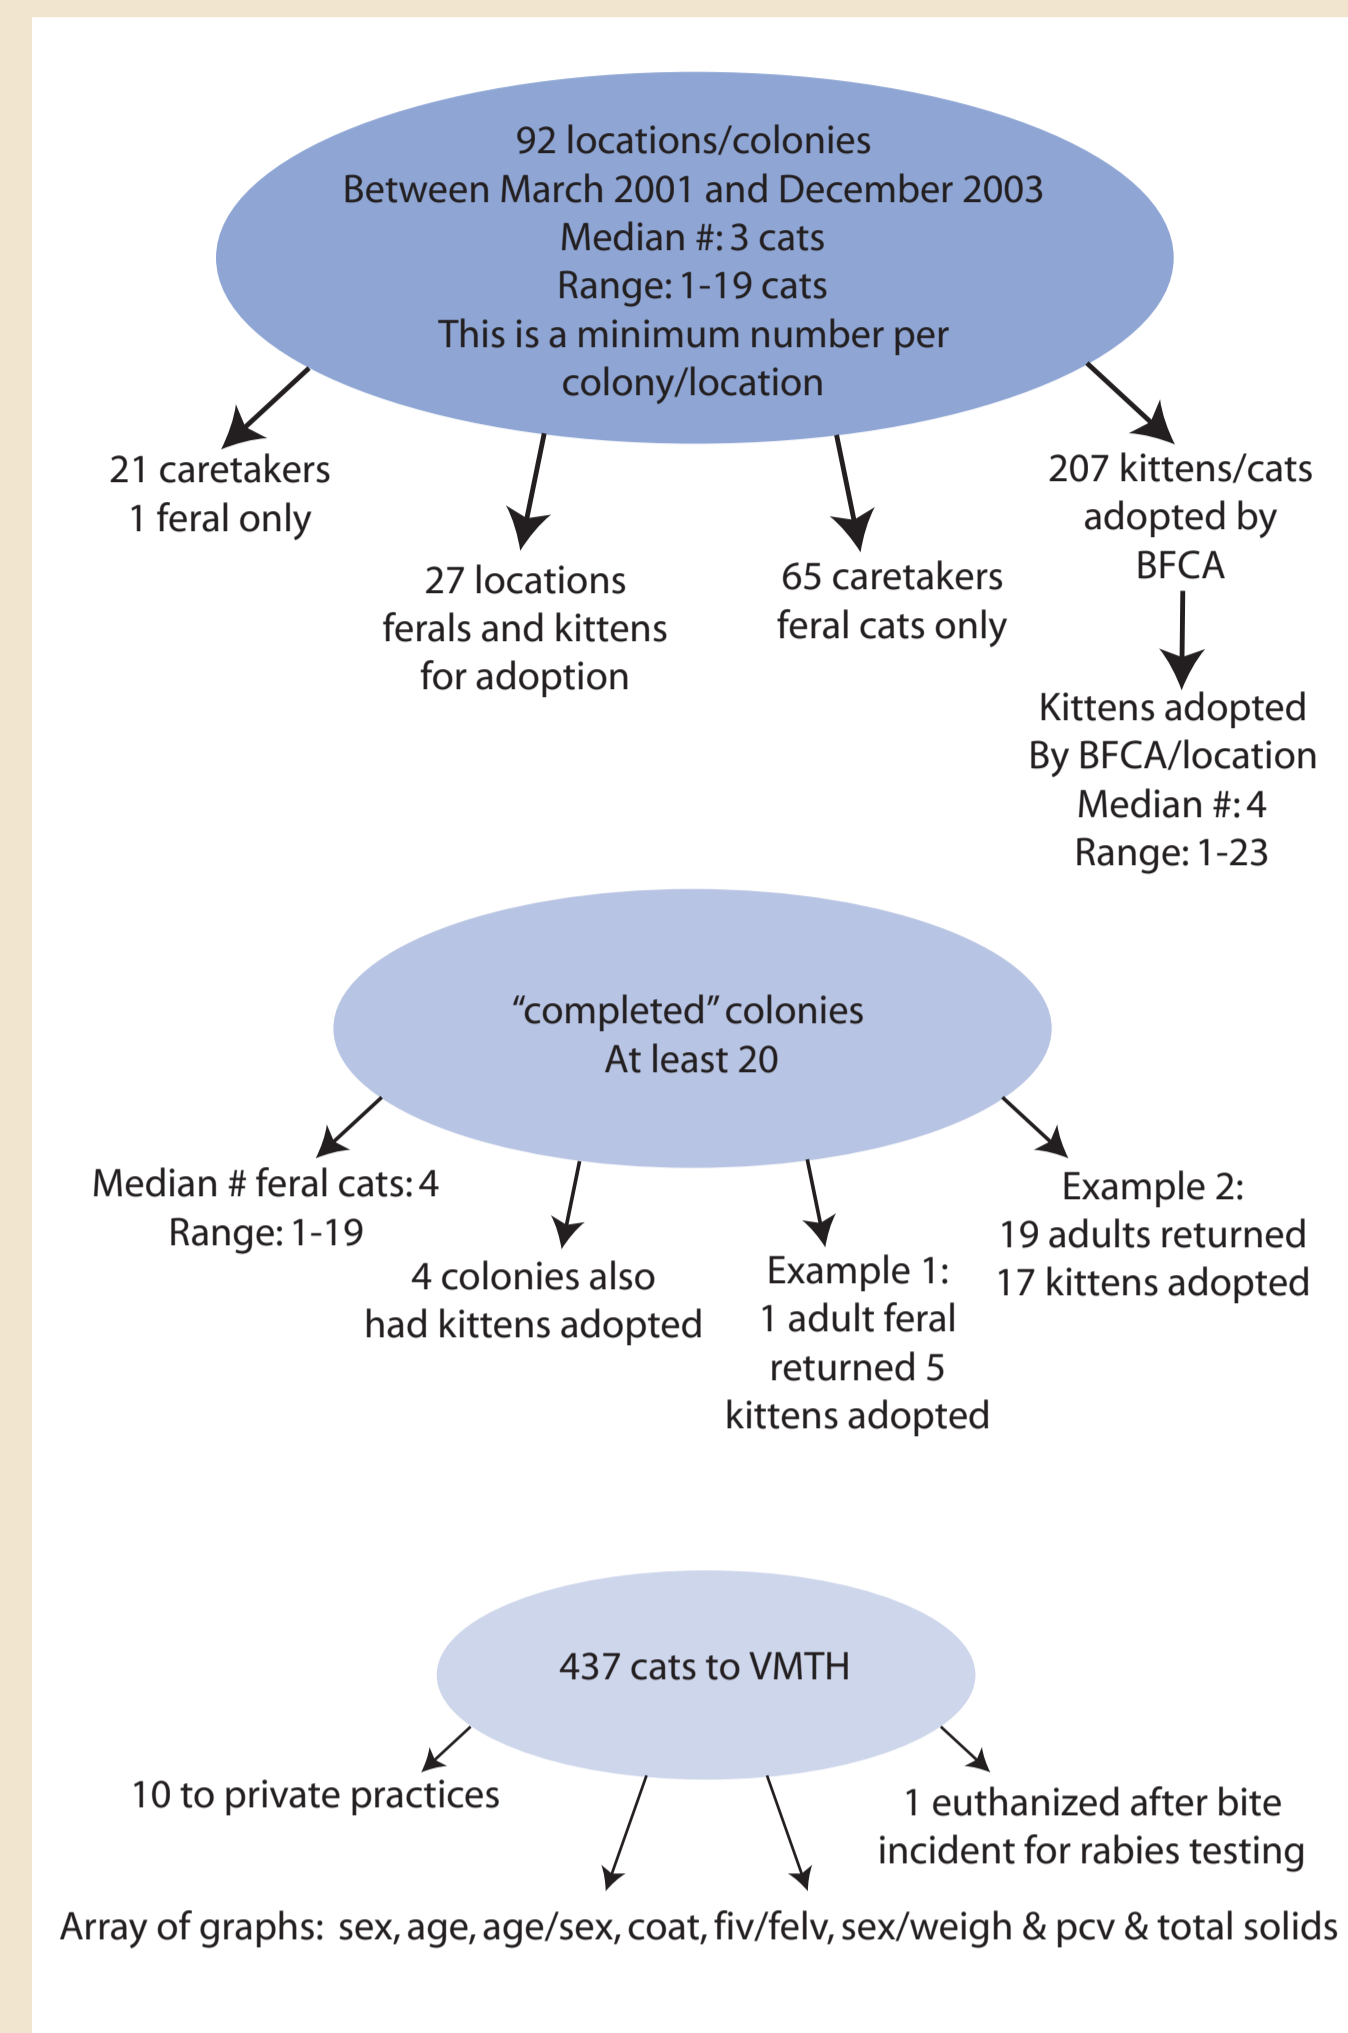 92 locations/colonies
Between March 2001 and December 2003
Median #: 3 cats
Range: 1-19 cats
This is a minimum number per
colony/location
21 caretakers
1 feral only
27 locations
ferals and kittens
for adoption
65 caretakers
feral cats only
207 kittens/cats
adopted by
BFCA
Kittens adopted
By BFCA/location
Median #: 4
Range: 1-23
“completed” colonies
At least 20
Median # feral cats: 4
Range: 1-19
4 colonies also
had kittens adopted
Example 1:
1 adult feral
returned 5
kittens adopted
Example 2:
19 adults returned
17 kittens adopted
437 cats to VMTH
10 to private practices
1 euthanized after bite
incident for rabies testing
Array of graphs: sex, age, age/sex, coat, fiv/felv, sex/weigh & pcv & total solids